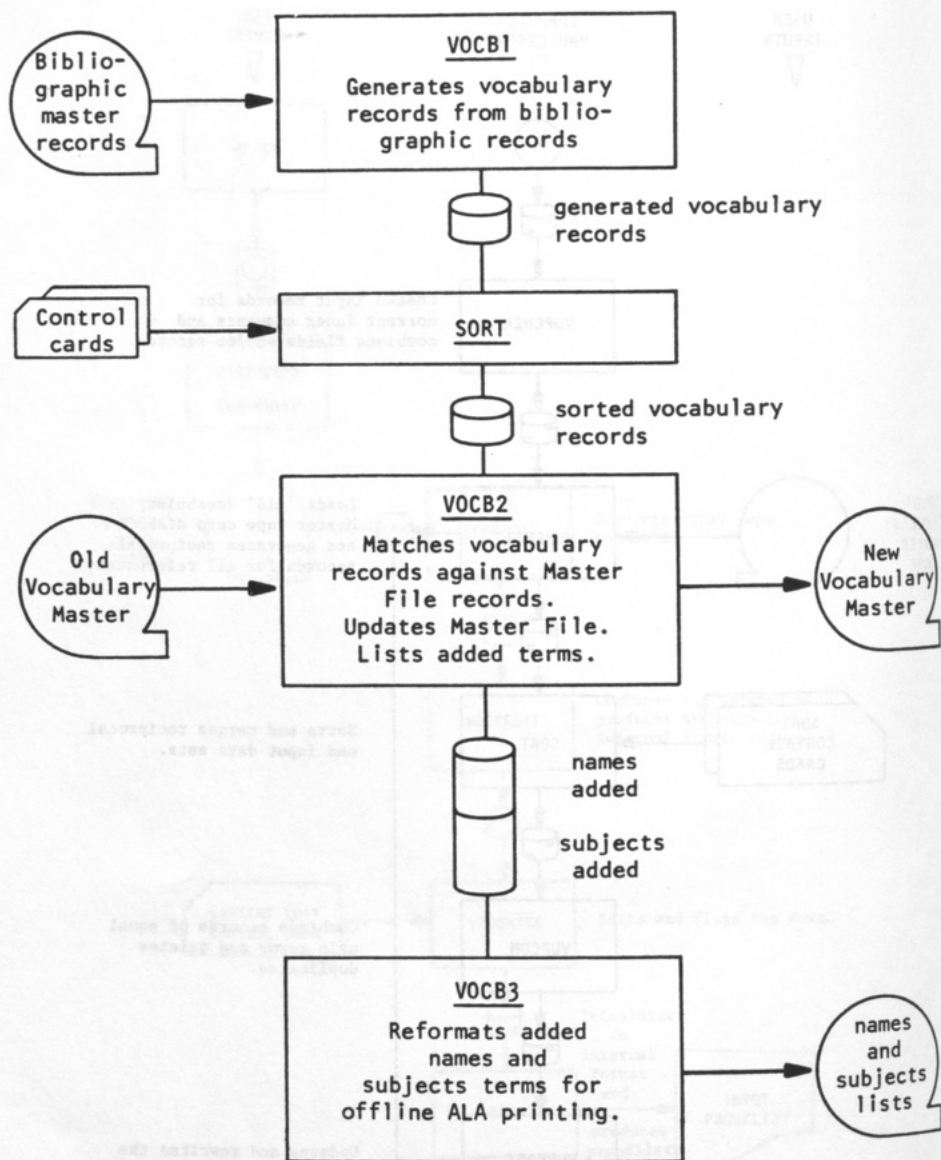 VOCB1
Generates vocabulary
records from biblio-
graphic records
Biblio-
graphic
master
records
generated vocabulary
records
Control
cards
SORT
sorted vocabulary
records
VOCB2
Matches vocabulary
records against Master
File records.
Updates Master File.
Lists added terms.
Old
Vocabulary
Master
New
Vocabulary
Master
names
added
subjects
added
VOCB3
Reformats added
names and
subjects terms for
offline ALA printing.
names
and
subjects
lists